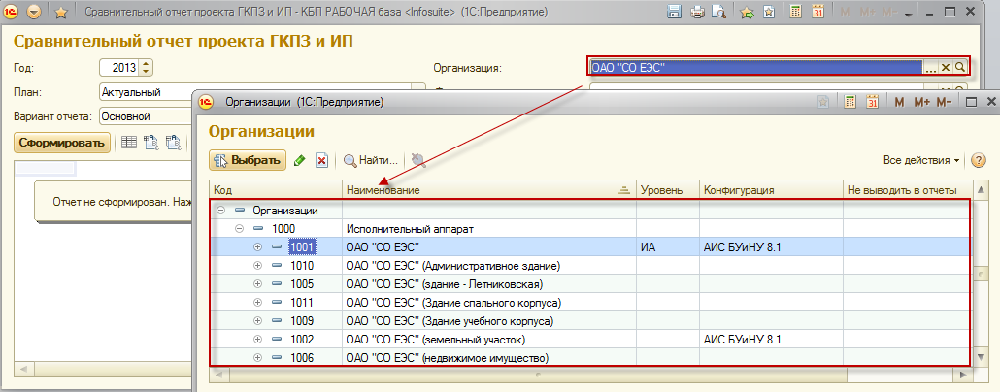 Сравнительный отчет проекта ГКПЗ и ИП - КБП РАБОЧАЯ база <Infosuite> (1С:Предприятие)
M M+ M-
Сравнительный отчет проекта ГКПЗ и ИП
Год: 2013 Организация: ОАО "СО ЕЭС"
План: Актуальный
Вариант отчета: Основной
Сформировать
Отчет не сформирован. Наж
Организации (1С:Предприятие)
M M+ M-
Организации
Выбрать Найти... Все действия
Код Наименование Уровень Конфигурация Не выводить в отчеты
Организации
1000 Исполнительный аппарат
1001 ОАО "СО ЕЭС" ИА АИС БУиНУ 8.1
1010 ОАО "СО ЕЭС" (Административное здание)
1005 ОАО "СО ЕЭС" (здание - Летниковская)
1011 ОАО "СО ЕЭС" (Здание спального корпуса)
1009 ОАО "СО ЕЭС" (Здание учебного корпуса)
1002 ОАО "СО ЕЭС" (земельный участок) АИС БУиНУ 8.1
1006 ОАО "СО ЕЭС" (недвижимое имущество)